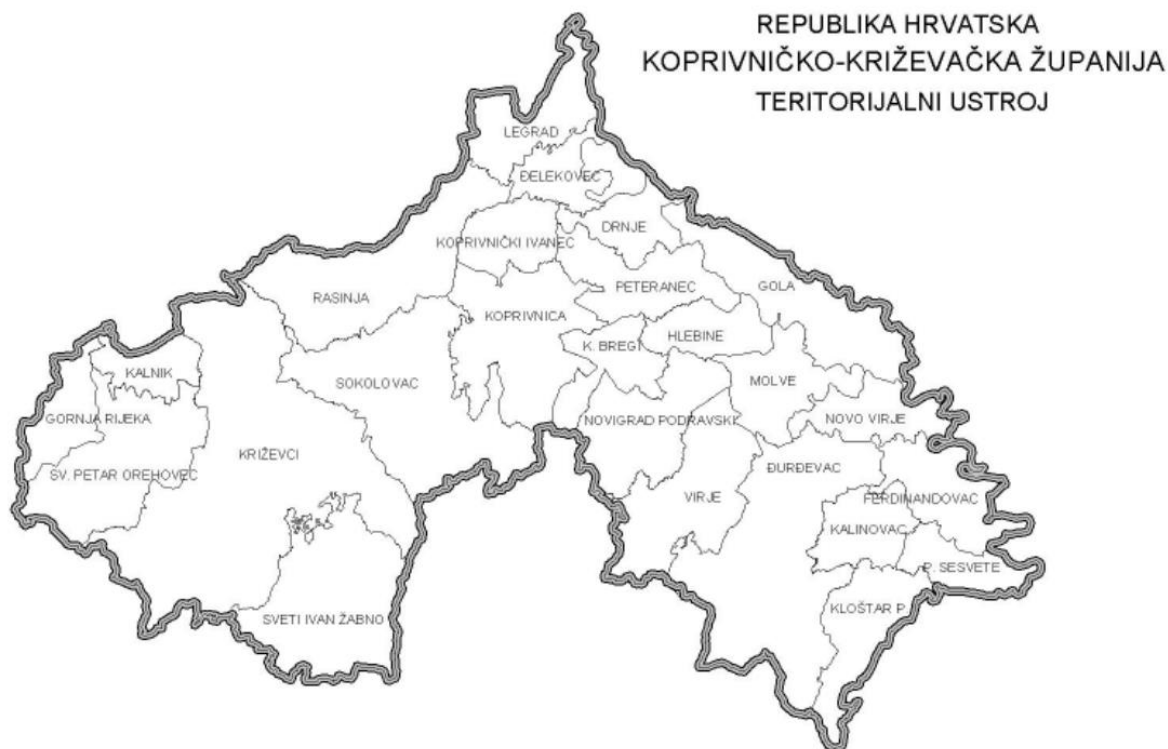 REPUBLIKA HRVATSKA
KOPRIVNIČKO-KRIŽEVAČKA ŽUPANIJA
TERITORIJALNI USTROJ
LEGRAD
ĐELEKOVEC
DRNJE
KOPRIVNIČKI IVANEC
PETERANEC
GOLA
RASINJA
KOPRIVNICA
HLEBINE
K. BREGI
KALNIK
SOKOLOVAC
MOLVE
GORNJA RIJEKA
NOVIGRAD PODRAVSKI
NOVO VIRJE
KRIŽEVCI
SV. PETAR OREHOVEC
ĐURĐEVAC
VIRJE
FERDINANDOVAC
KALINOVAC
P. SESVETE
KLOŠTAR P.
SVETI IVAN ŽABNO